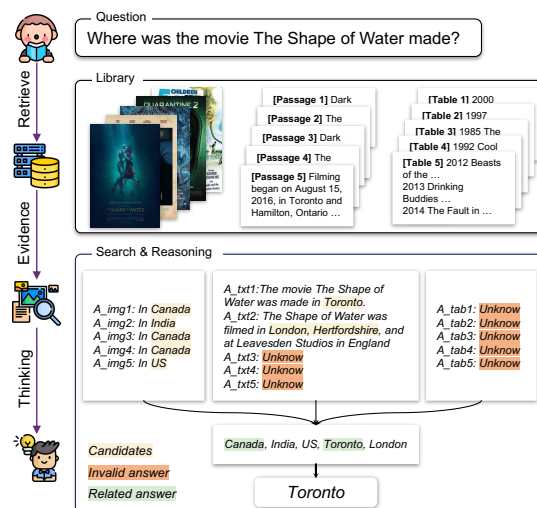 Question
Where was the movie The Shape of Water made?
Retrieve
Evidence
Thinking
Library
CHILDREN
QUARANTINE 2
[Passage 1] Dark
[Passage 2] The
[Passage 3] Dark
[Passage 4] The
[Passage 5] Filming
began on August 15,
2016, in Toronto and
Hamilton, Ontario …
[Table 1] 2000
[Table 2] 1997
[Table 3] 1985 The
[Table 4] 1992 Cool
[Table 5] 2012 Beasts
of the …
2013 Drinking
Buddies …
2014 The Fault in …
Search & Reasoning
A_img1: In Canada
A_img2: In India
A_img3: In Canada
A_img4: In Canada
A_img5: In US
A_txt1:The movie The Shape of
Water was made in Toronto.
A_txt2: The Shape of Water was
filmed in London, Hertfordshire, and
at Leavesden Studios in England
A_txt3: Unknow
A_txt4: Unknow
A_txt5: Unknow
A_tab1: Unknow
A_tab2: Unknow
A_tab3: Unknow
A_tab4: Unknow
A_tab5: Unknow
Candidates
Invalid answer
Related answer
Canada, India, US, Toronto, London
Toronto